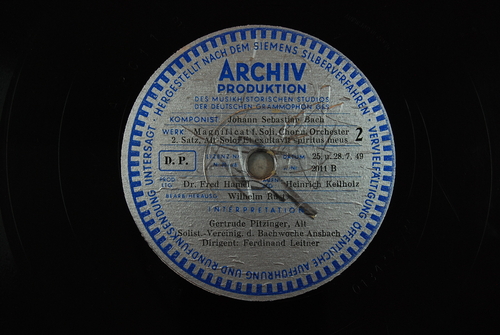 HERGESTELLT NACH DEM SIEMENS SILBERVERFAHREN · VERVIELFÄLTIGUNG ÖFFENTLICHE AUFFÜHRUNG UND RUNDFUNKSENDUNG UNTERSAGT ·
ARCHIV
PRODUKTION
DES MUSIKHISTORISCHEN STUDIOS
DER DEUTSCHEN GRAMMOPHON GES
KOMPONIST: Johann Sebastian Bach
WERK: Magnificat f. Soli, Chor u. Orchester 2
2. Satz, Alt Solo: Et exultavit spiritus meus
D. P.
DATUM: 25. u. 28. 7. 49
2011 B
Dr. Fred Hamel Heinrich Keilholz
BEARB./HERAUSG. Wilhelm
INTERPRETATION
Gertrude Pitzinger, Alt
Solist.-Vereinig. d. Bachwoche Ansbach
Dirigent: Ferdinand Leitner